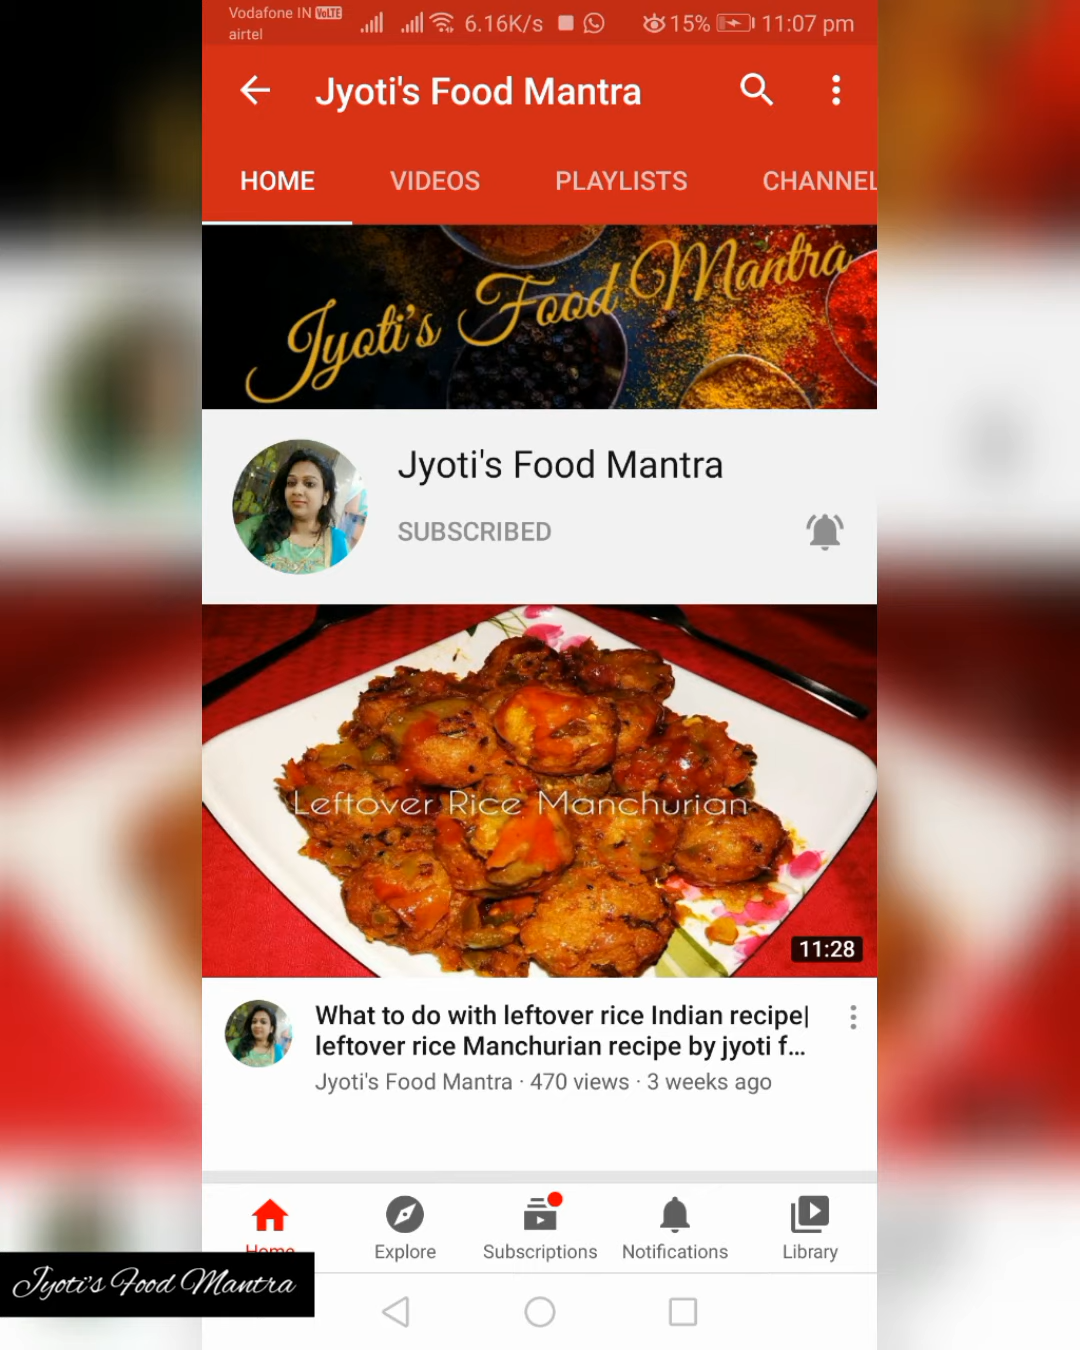 Vodafone IN VoLTE
airtel
6.16K/s
15%
11:07 pm
Jyoti's Food Mantra
HOME
VIDEOS
PLAYLISTS
CHANNEL
Jyoti's Food Mantra
Jyoti's Food Mantra
SUBSCRIBED
Leftover Rice Manchurian
11:28
What to do with leftover rice Indian recipe|
leftover rice Manchurian recipe by jyoti f...
Jyoti's Food Mantra · 470 views · 3 weeks ago
Home
Explore
Subscriptions
Notifications
Library
Jyoti's Food Mantra